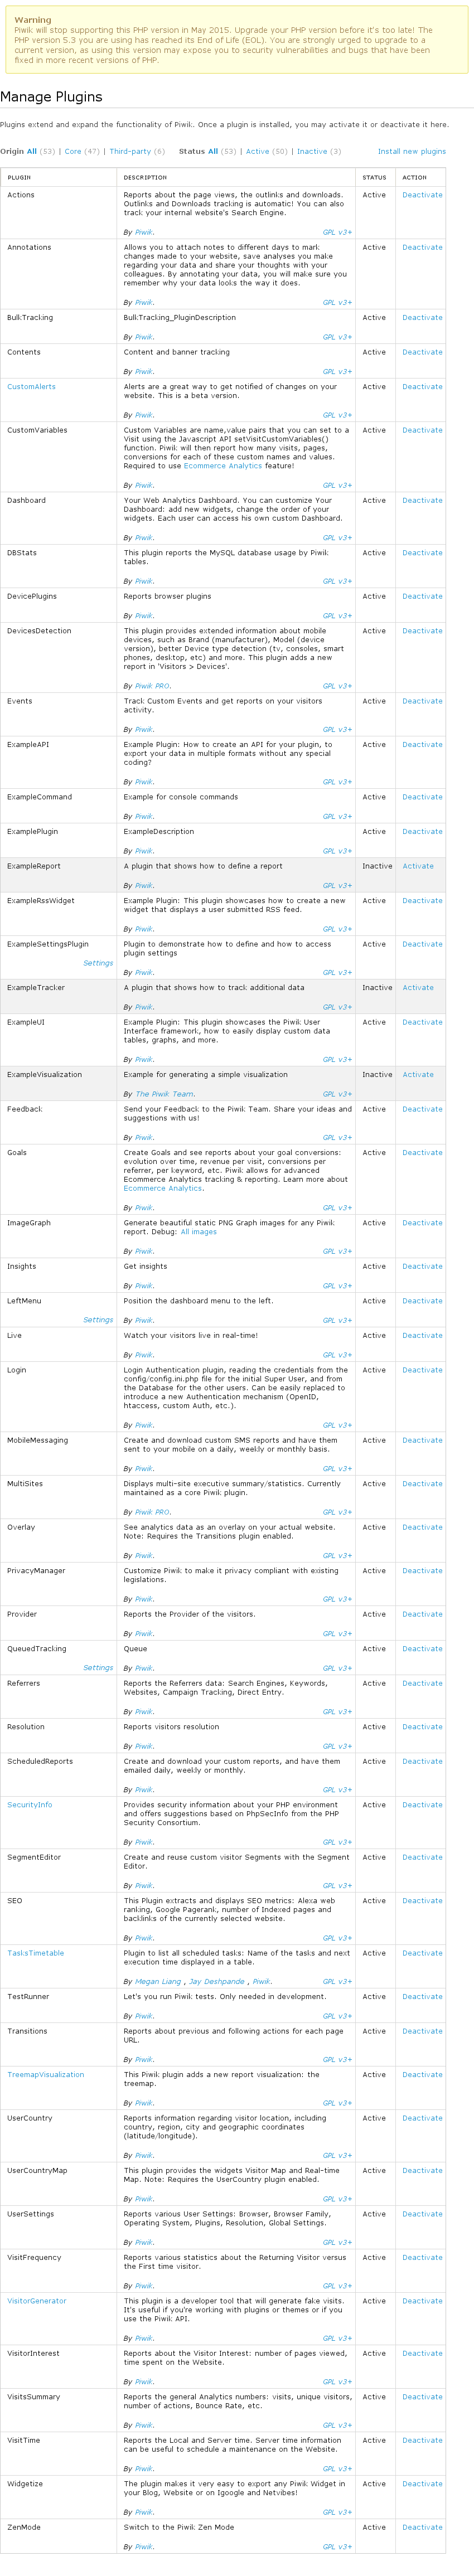 Warning
Piwik will stop supporting this PHP version in May 2015. Upgrade your PHP version before it's too late! The
PHP version 5.3 you are using has reached its End of Life (EOL). You are strongly urged to upgrade to a
current version, as using this version may expose you to security vulnerabilities and bugs that have been
fixed in more recent versions of PHP.
Manage Plugins
Plugins extend and expand the functionality of Piwik. Once a plugin is installed, you may activate it or deactivate it here.
Origin All (53) | Core (47) | Third-party (6) Status All (53) | Active (50) | Inactive (3) Install new plugins
PLUGIN DESCRIPTION STATUS ACTION
Actions Reports about the page views, the outlinks and downloads. Active Deactivate
Outlinks and Downloads tracking is automatic! You can also
track your internal website's Search Engine.
By Piwik. GPL v3+
Annotations Allows you to attach notes to different days to mark Active Deactivate
changes made to your website, save analyses you make
regarding your data and share your thoughts with your
colleagues. By annotating your data, you will make sure you
remember why your data looks the way it does.
By Piwik. GPL v3+
BulkTracking BulkTracking_PluginDescription Active Deactivate
By Piwik. GPL v3+
Contents Content and banner tracking Active Deactivate
By Piwik. GPL v3+
CustomAlerts Alerts are a great way to get notified of changes on your Active Deactivate
website. This is a beta version.
By Piwik. GPL v3+
CustomVariables Custom Variables are name,value pairs that you can set to a Active Deactivate
Visit using the Javascript API setVisitCustomVariables()
function. Piwik will then report how many visits, pages,
conversions for each of these custom names and values.
Required to use Ecommerce Analytics feature!
By Piwik. GPL v3+
Dashboard Your Web Analytics Dashboard. You can customize Your Active Deactivate
Dashboard: add new widgets, change the order of your
widgets. Each user can access his own custom Dashboard.
By Piwik. GPL v3+
DBStats This plugin reports the MySQL database usage by Piwik Active Deactivate
tables.
By Piwik. GPL v3+
DevicePlugins Reports browser plugins Active Deactivate
By Piwik. GPL v3+
DevicesDetection This plugin provides extended information about mobile Active Deactivate
devices, such as Brand (manufacturer), Model (device
version), better Device type detection (tv, consoles, smart
phones, desktop, etc) and more. This plugin adds a new
report in 'Visitors > Devices'.
By Piwik PRO. GPL v3+
Events Track Custom Events and get reports on your visitors Active Deactivate
activity.
By Piwik. GPL v3+
ExampleAPI Example Plugin: How to create an API for your plugin, to Active Deactivate
export your data in multiple formats without any special
coding?
By Piwik. GPL v3+
ExampleCommand Example for console commands Active Deactivate
By Piwik. GPL v3+
ExamplePlugin ExampleDescription Active Deactivate
By Piwik. GPL v3+
ExampleReport A plugin that shows how to define a report Inactive Activate
By Piwik. GPL v3+
ExampleRssWidget Example Plugin: This plugin showcases how to create a new Active Deactivate
widget that displays a user submitted RSS feed.
By Piwik. GPL v3+
ExampleSettingsPlugin Plugin to demonstrate how to define and how to access Active Deactivate
plugin settings
Settings
By Piwik. GPL v3+
ExampleTracker A plugin that shows how to track additional data Inactive Activate
By Piwik. GPL v3+
ExampleUI Example Plugin: This plugin showcases the Piwik User Active Deactivate
Interface framework, how to easily display custom data
tables, graphs, and more.
By Piwik. GPL v3+
ExampleVisualization Example for generating a simple visualization Inactive Activate
By The Piwik Team. GPL v3+
Feedback Send your Feedback to the Piwik Team. Share your ideas and Active Deactivate
suggestions with us!
By Piwik. GPL v3+
Goals Create Goals and see reports about your goal conversions: Active Deactivate
evolution over time, revenue per visit, conversions per
referrer, per keyword, etc. Piwik allows for advanced
Ecommerce Analytics tracking & reporting. Learn more about
Ecommerce Analytics.
By Piwik. GPL v3+
ImageGraph Generate beautiful static PNG Graph images for any Piwik Active Deactivate
report. Debug: All images
By Piwik. GPL v3+
Insights Get insights Active Deactivate
By Piwik. GPL v3+
LeftMenu Position the dashboard menu to the left. Active Deactivate
Settings By Piwik. GPL v3+
Live Watch your visitors live in real-time! Active Deactivate
By Piwik. GPL v3+
Login Login Authentication plugin, reading the credentials from the Active Deactivate
config/config.ini.php file for the initial Super User, and from
the Database for the other users. Can be easily replaced to
introduce a new Authentication mechanism (OpenID,
htaccess, custom Auth, etc.).
By Piwik. GPL v3+
MobileMessaging Create and download custom SMS reports and have them Active Deactivate
sent to your mobile on a daily, weekly or monthly basis.
By Piwik. GPL v3+
MultiSites Displays multi-site executive summary/statistics. Currently Active Deactivate
maintained as a core Piwik plugin.
By Piwik PRO. GPL v3+
Overlay See analytics data as an overlay on your actual website. Active Deactivate
Note: Requires the Transitions plugin enabled.
By Piwik. GPL v3+
PrivacyManager Customize Piwik to make it privacy compliant with existing Active Deactivate
legislations.
By Piwik. GPL v3+
Provider Reports the Provider of the visitors. Active Deactivate
By Piwik. GPL v3+
QueuedTracking Queue Active Deactivate
Settings By Piwik. GPL v3+
Referrers Reports the Referrers data: Search Engines, Keywords, Active Deactivate
Websites, Campaign Tracking, Direct Entry.
By Piwik. GPL v3+
Resolution Reports visitors resolution Active Deactivate
By Piwik. GPL v3+
ScheduledReports Create and download your custom reports, and have them Active Deactivate
emailed daily, weekly or monthly.
By Piwik. GPL v3+
SecurityInfo Provides security information about your PHP environment Active Deactivate
and offers suggestions based on PhpSecInfo from the PHP
Security Consortium.
By Piwik. GPL v3+
SegmentEditor Create and reuse custom visitor Segments with the Segment Active Deactivate
Editor.
By Piwik. GPL v3+
SEO This Plugin extracts and displays SEO metrics: Alexa web Active Deactivate
ranking, Google Pagerank, number of Indexed pages and
backlinks of the currently selected website.
By Piwik. GPL v3+
TasksTimetable Plugin to list all scheduled tasks: Name of the tasks and next Active Deactivate
execution time displayed in a table.
By Megan Liang , Jay Deshpande , Piwik. GPL v3+
TestRunner Let's you run Piwik tests. Only needed in development. Active Deactivate
By Piwik. GPL v3+
Transitions Reports about previous and following actions for each page Active Deactivate
URL.
By Piwik. GPL v3+
TreemapVisualization This Piwik plugin adds a new report visualization: the Active Deactivate
treemap.
By Piwik. GPL v3+
UserCountry Reports information regarding visitor location, including Active Deactivate
country, region, city and geographic coordinates
(latitude/longitude).
By Piwik. GPL v3+
UserCountryMap This plugin provides the widgets Visitor Map and Real-time Active Deactivate
Map. Note: Requires the UserCountry plugin enabled.
By Piwik. GPL v3+
UserSettings Reports various User Settings: Browser, Browser Family, Active Deactivate
Operating System, Plugins, Resolution, Global Settings.
By Piwik. GPL v3+
VisitFrequency Reports various statistics about the Returning Visitor versus Active Deactivate
the First time visitor.
By Piwik. GPL v3+
VisitorGenerator This plugin is a developer tool that will generate fake visits. Active Deactivate
It's useful if you're working with plugins or themes or if you
use the Piwik API.
By Piwik. GPL v3+
VisitorInterest Reports about the Visitor Interest: number of pages viewed, Active Deactivate
time spent on the Website.
By Piwik. GPL v3+
VisitsSummary Reports the general Analytics numbers: visits, unique visitors, Active Deactivate
number of actions, Bounce Rate, etc.
By Piwik. GPL v3+
VisitTime Reports the Local and Server time. Server time information Active Deactivate
can be useful to schedule a maintenance on the Website.
By Piwik. GPL v3+
Widgetize The plugin makes it very easy to export any Piwik Widget in Active Deactivate
your Blog, Website or on Igoogle and Netvibes!
By Piwik. GPL v3+
ZenMode Switch to the Piwik Zen Mode Active Deactivate
By Piwik. GPL v3+